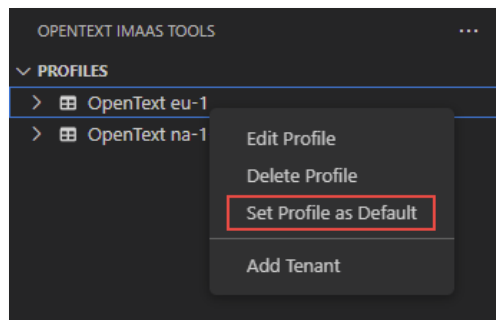 OPENTEXT IMAAS TOOLS
PROFILES
OpenText eu-1
OpenText na-1
Edit Profile
Delete Profile
Set Profile as Default
Add Tenant